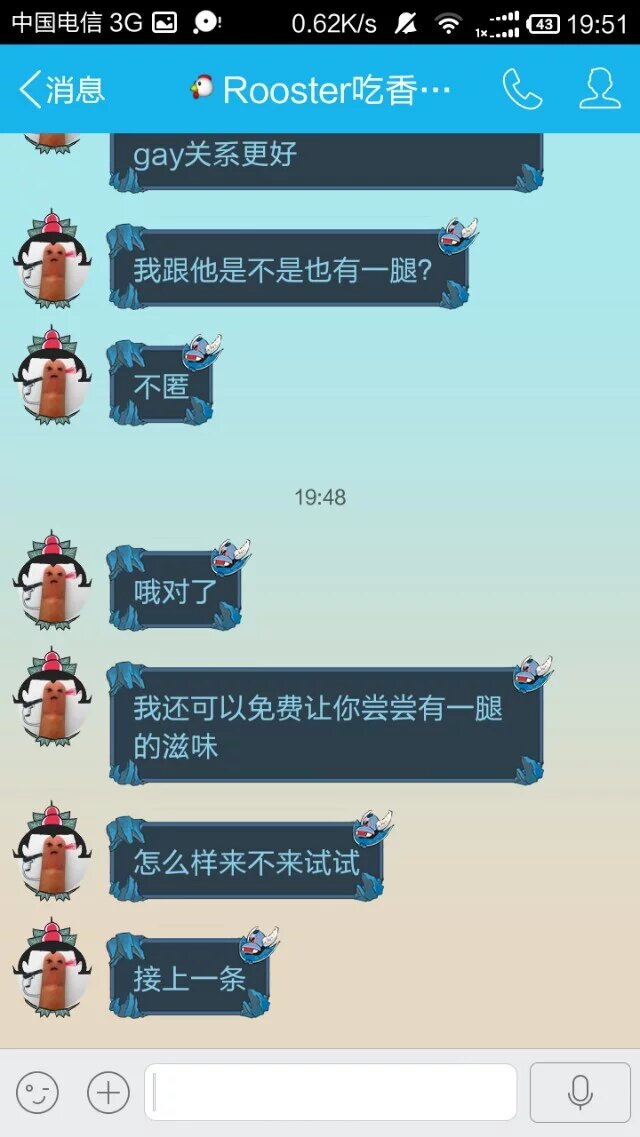 中国电信 3G 0.62K/s 1x 43 19:51
消息 Rooster吃香…
gay关系更好
我跟他是不是也有一腿?
不匿
19:48
哦对了
我还可以免费让你尝尝有一腿
的滋味
怎么样来不来试试
接上一条